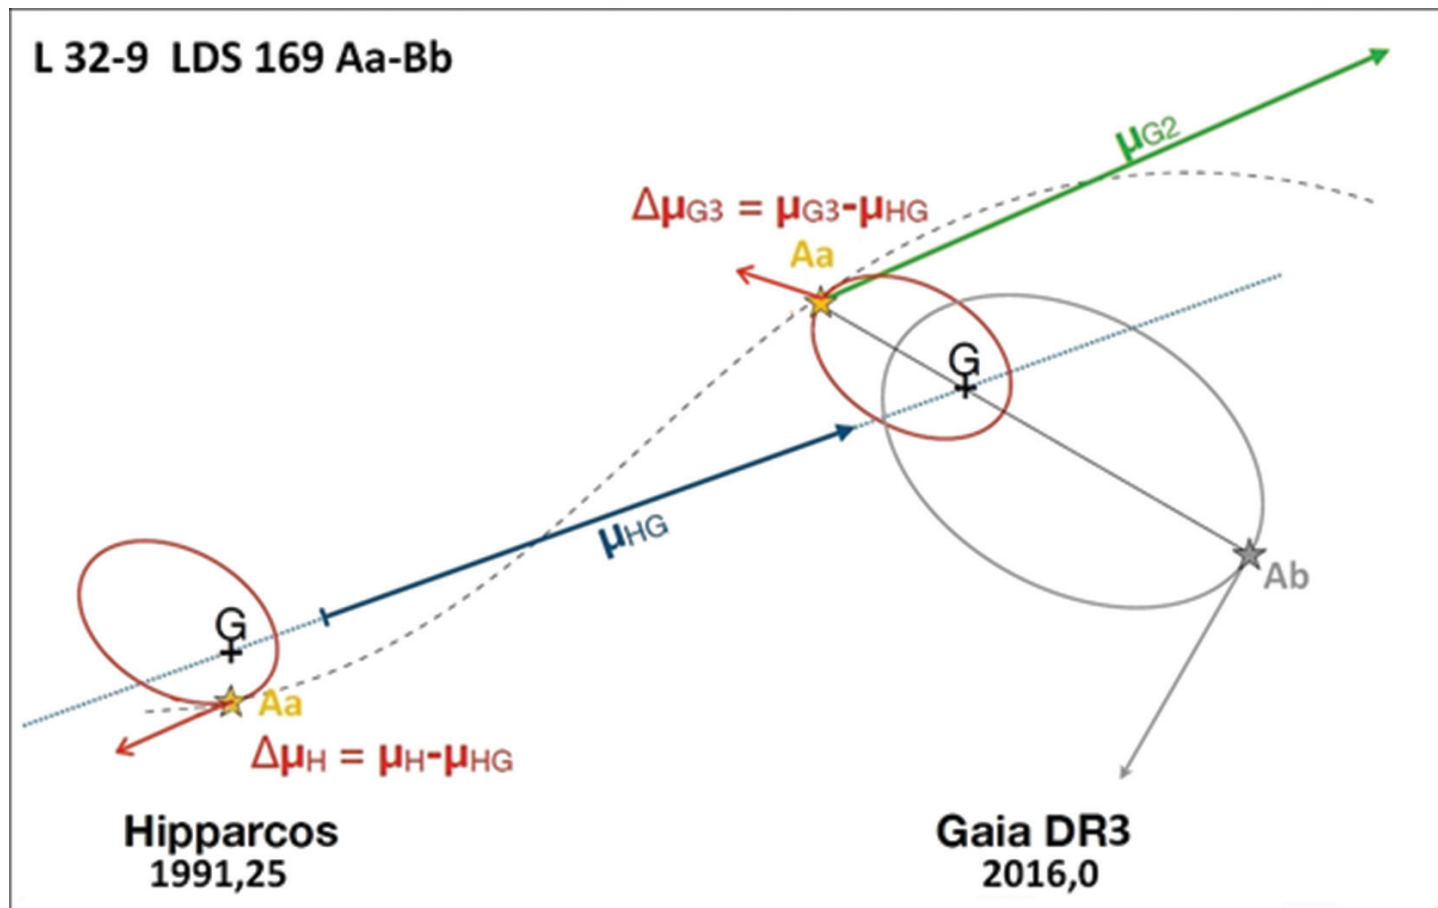 L 32-9  LDS 169 Aa-Bb
μG2
ΔμG3 = μG3-μHG
Aa
G
μHG
Ab
G
Aa
ΔμH = μH-μHG
Hipparcos
1991,25
Gaia DR3
2016,0